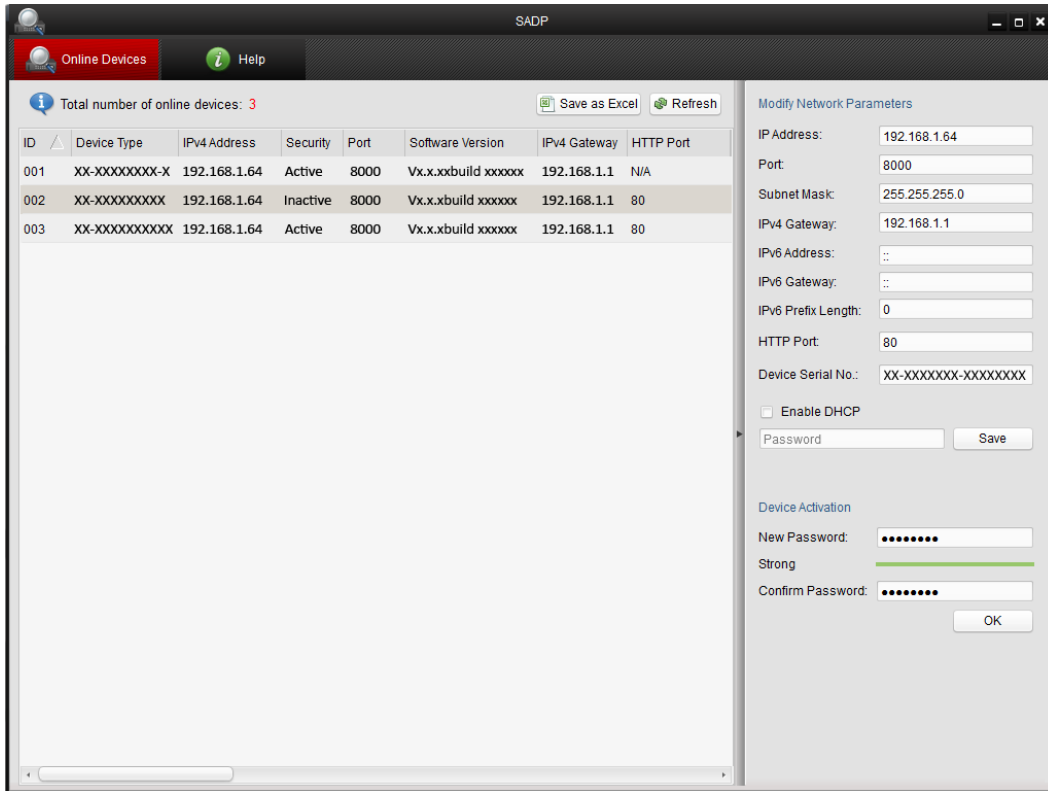 SADP
Online Devices
Help
Total number of online devices: 3
Save as Excel
Refresh
ID Device Type IPv4 Address Security Port Software Version IPv4 Gateway HTTP Port
001 XX-XXXXXXXX-X 192.168.1.64 Active 8000 Vx.x.xxbuild xxxxxx 192.168.1.1 N/A
002 XX-XXXXXXXXX 192.168.1.64 Inactive 8000 Vx.x.xbuild xxxxxx 192.168.1.1 80
003 XX-XXXXXXXXXX 192.168.1.64 Active 8000 Vx.x.xbuild xxxxxx 192.168.1.1 80
Modify Network Parameters
IP Address: 192.168.1.64
Port: 8000
Subnet Mask: 255.255.255.0
IPv4 Gateway: 192.168.1.1
IPv6 Address: ::
IPv6 Gateway: ::
IPv6 Prefix Length: 0
HTTP Port: 80
Device Serial No.: XX-XXXXXXX-XXXXXXXX
Enable DHCP
Password
Save
Device Activation
New Password: ●●●●●●●●
Strong
Confirm Password: ●●●●●●●●
OK